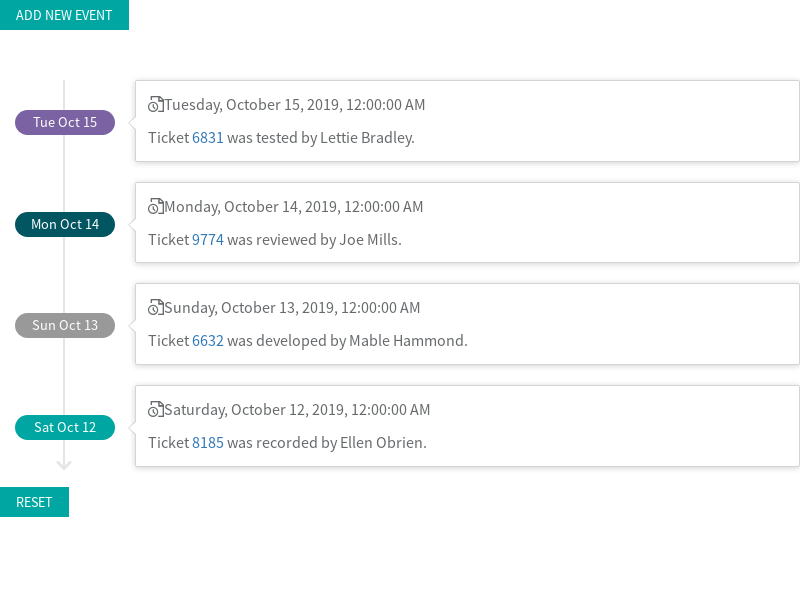 ADD NEW EVENT
Tue Oct 15
Tuesday, October 15, 2019, 12:00:00 AM
Ticket 6831 was tested by Lettie Bradley.
Mon Oct 14
Monday, October 14, 2019, 12:00:00 AM
Ticket 9774 was reviewed by Joe Mills.
Sun Oct 13
Sunday, October 13, 2019, 12:00:00 AM
Ticket 6632 was developed by Mable Hammond.
Sat Oct 12
Saturday, October 12, 2019, 12:00:00 AM
Ticket 8185 was recorded by Ellen Obrien.
RESET